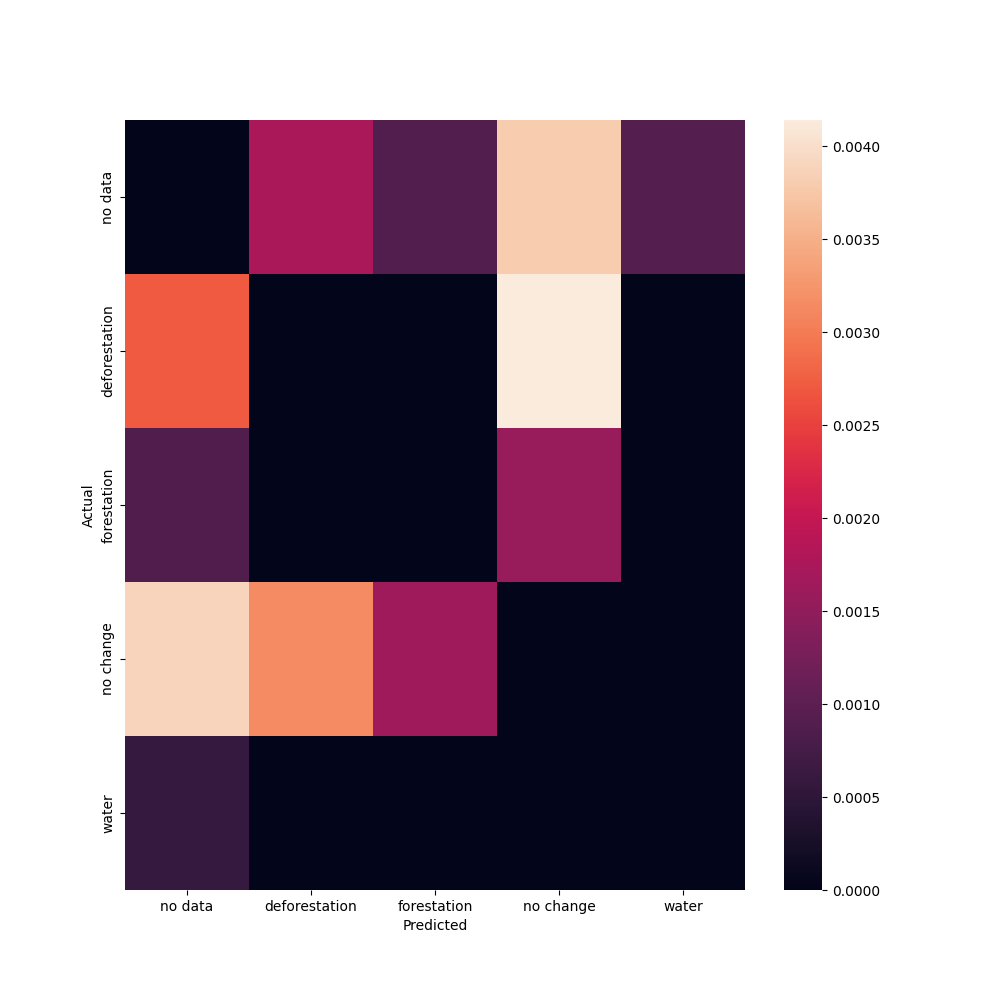 Actual
no data
deforestation
forestation
no change
water
no data deforestation forestation no change water
Predicted
0.0040
0.0035
0.0030
0.0025
0.0020
0.0015
0.0010
0.0005
0.0000